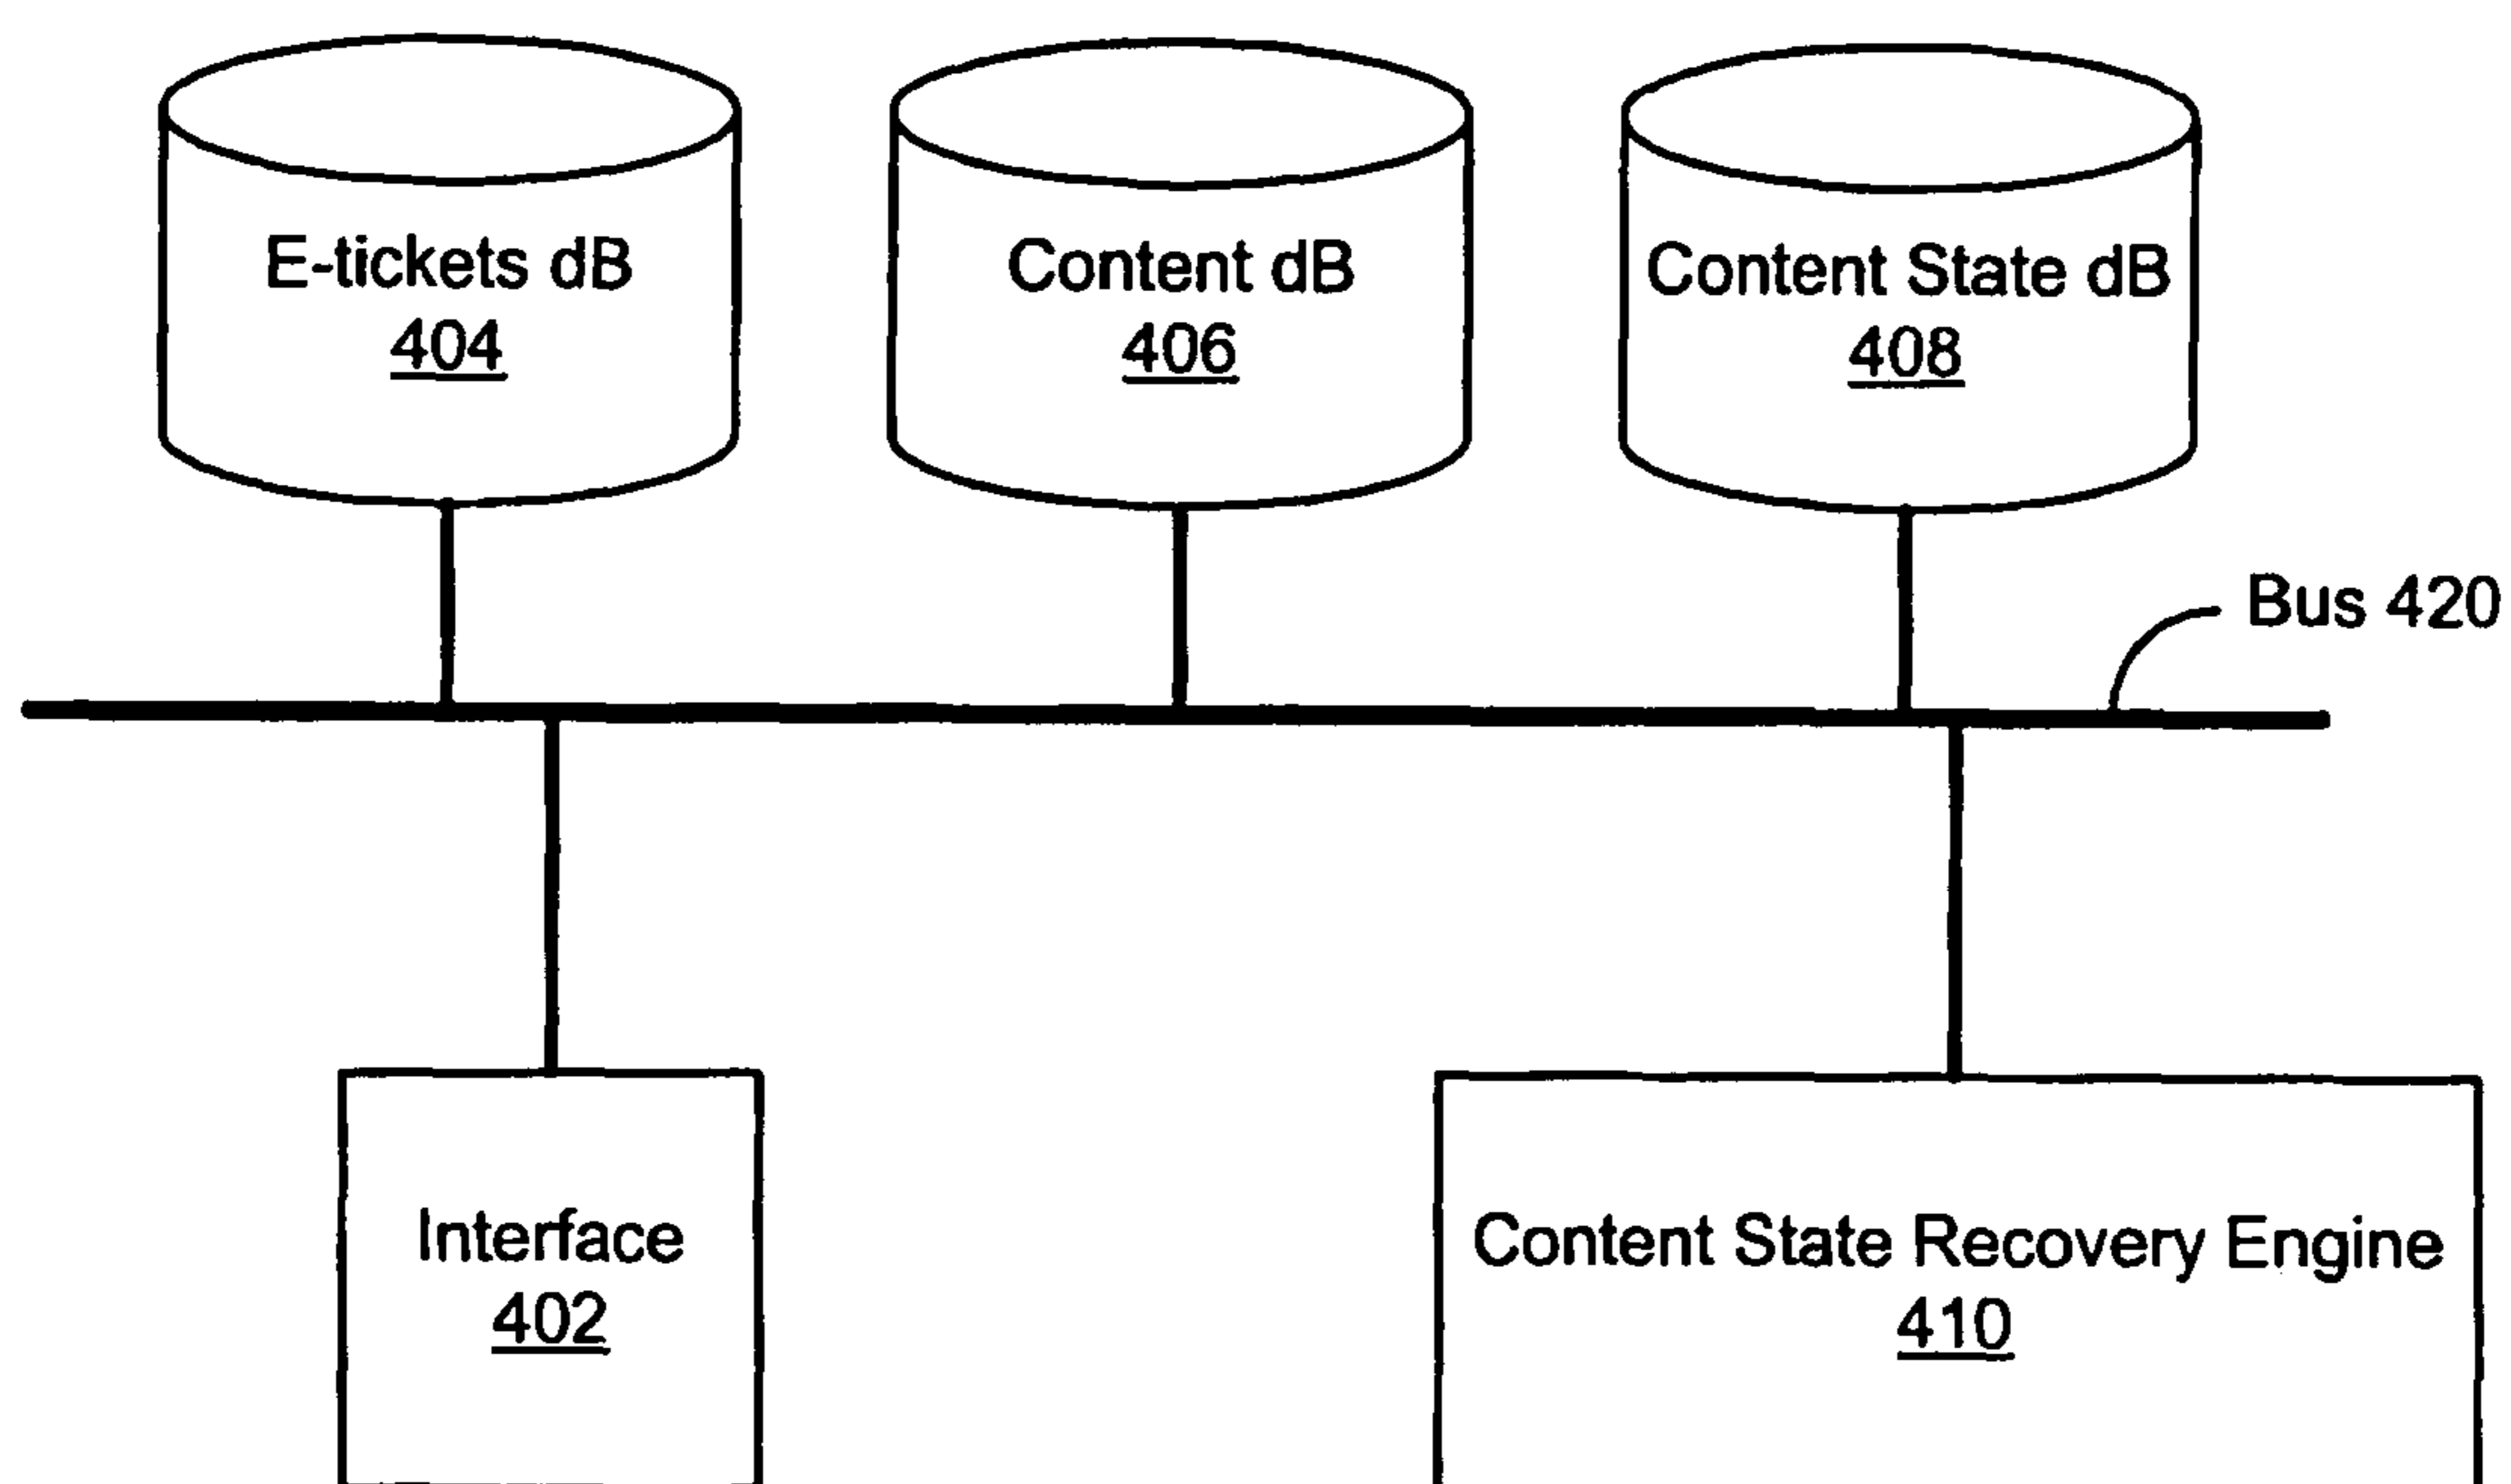 E-tickets dB
404
Content dB
406
Content State dB
408
Bus 420
Interface
402
Content State Recovery Engine
410